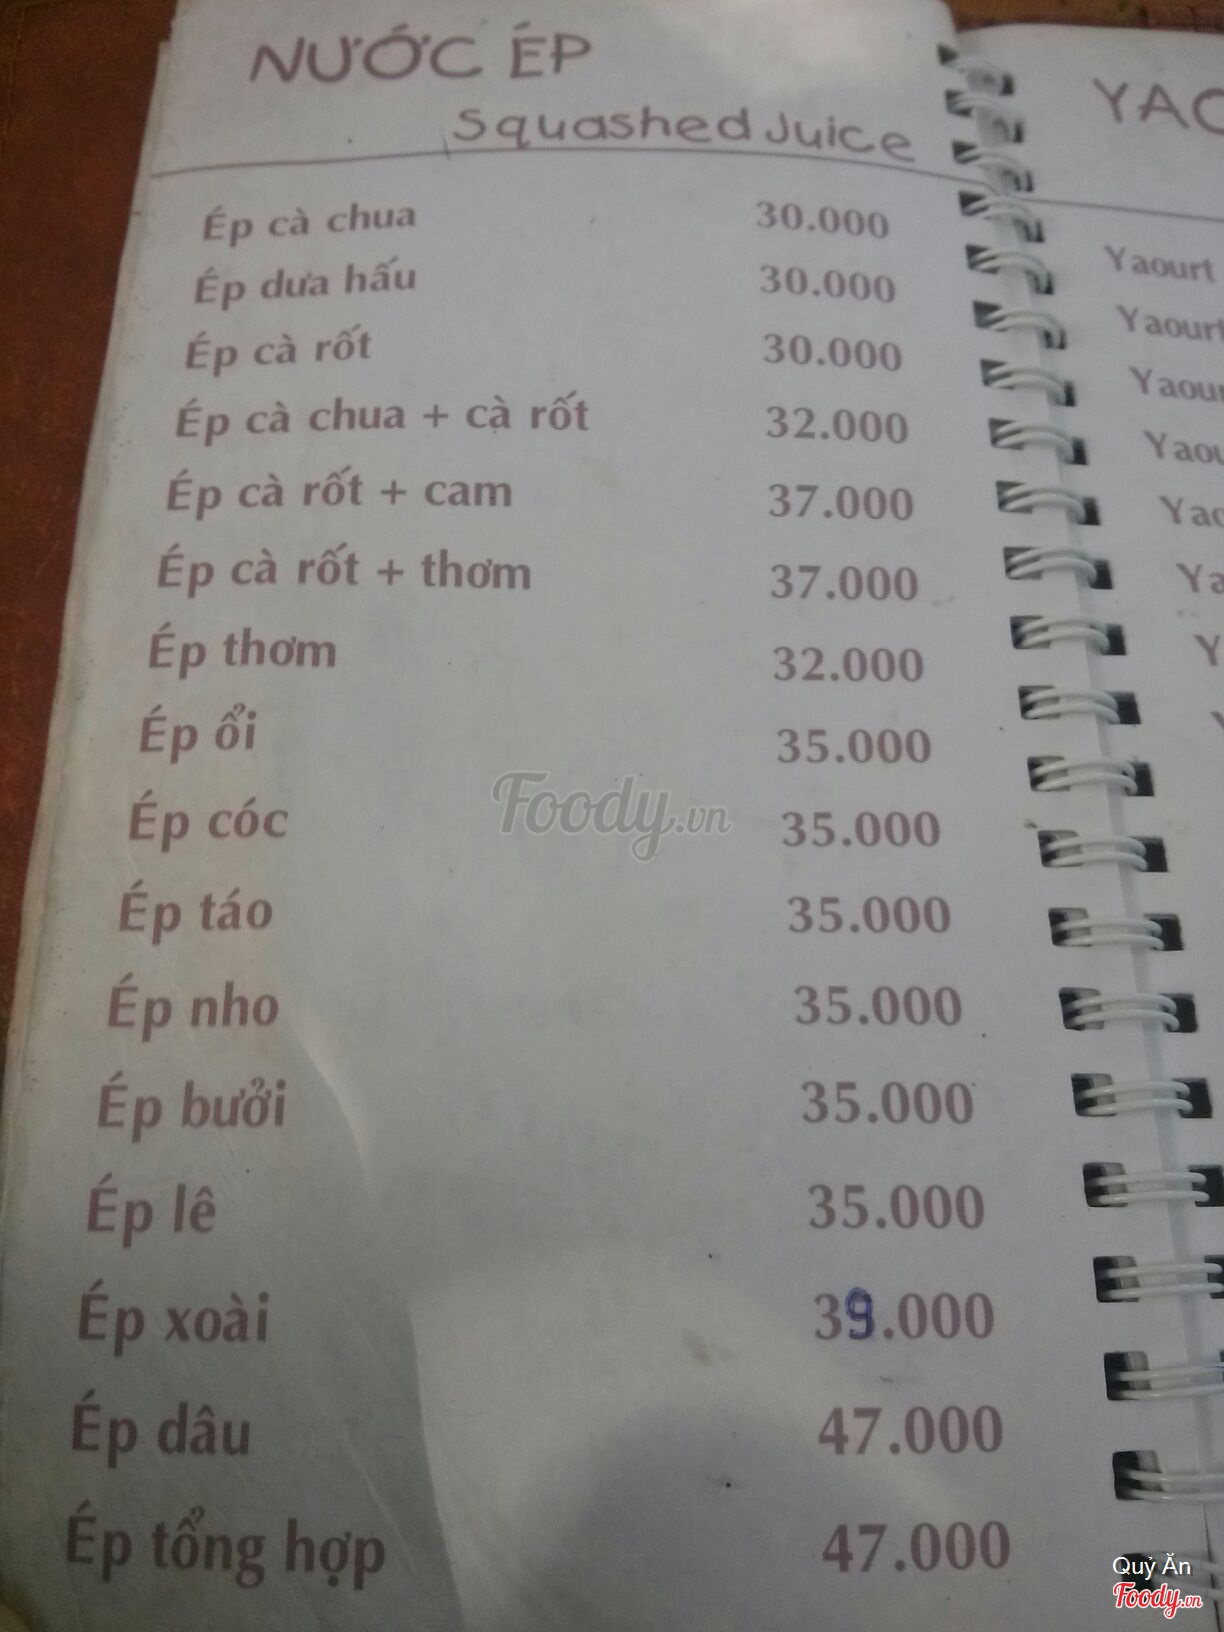 NƯỚC ÉP
Squashed Juice
Ép cà chua 30.000
Ép dưa hấu 30.000
Ép cà rốt 30.000
Ép cà chua + cà rốt 32.000
Ép cà rốt + cam 37.000
Ép cà rốt + thơm 37.000
Ép thơm 32.000
Ép ổi 35.000
Ép cóc 35.000
Ép táo 35.000
Ép nho 35.000
Ép bưởi 35.000
Ép lê 35.000
Ép xoài 39.000
Ép dâu 47.000
Ép tổng hợp 47.000
Yaourt
Foody.vn
Quỷ Ăn
Foody.vn